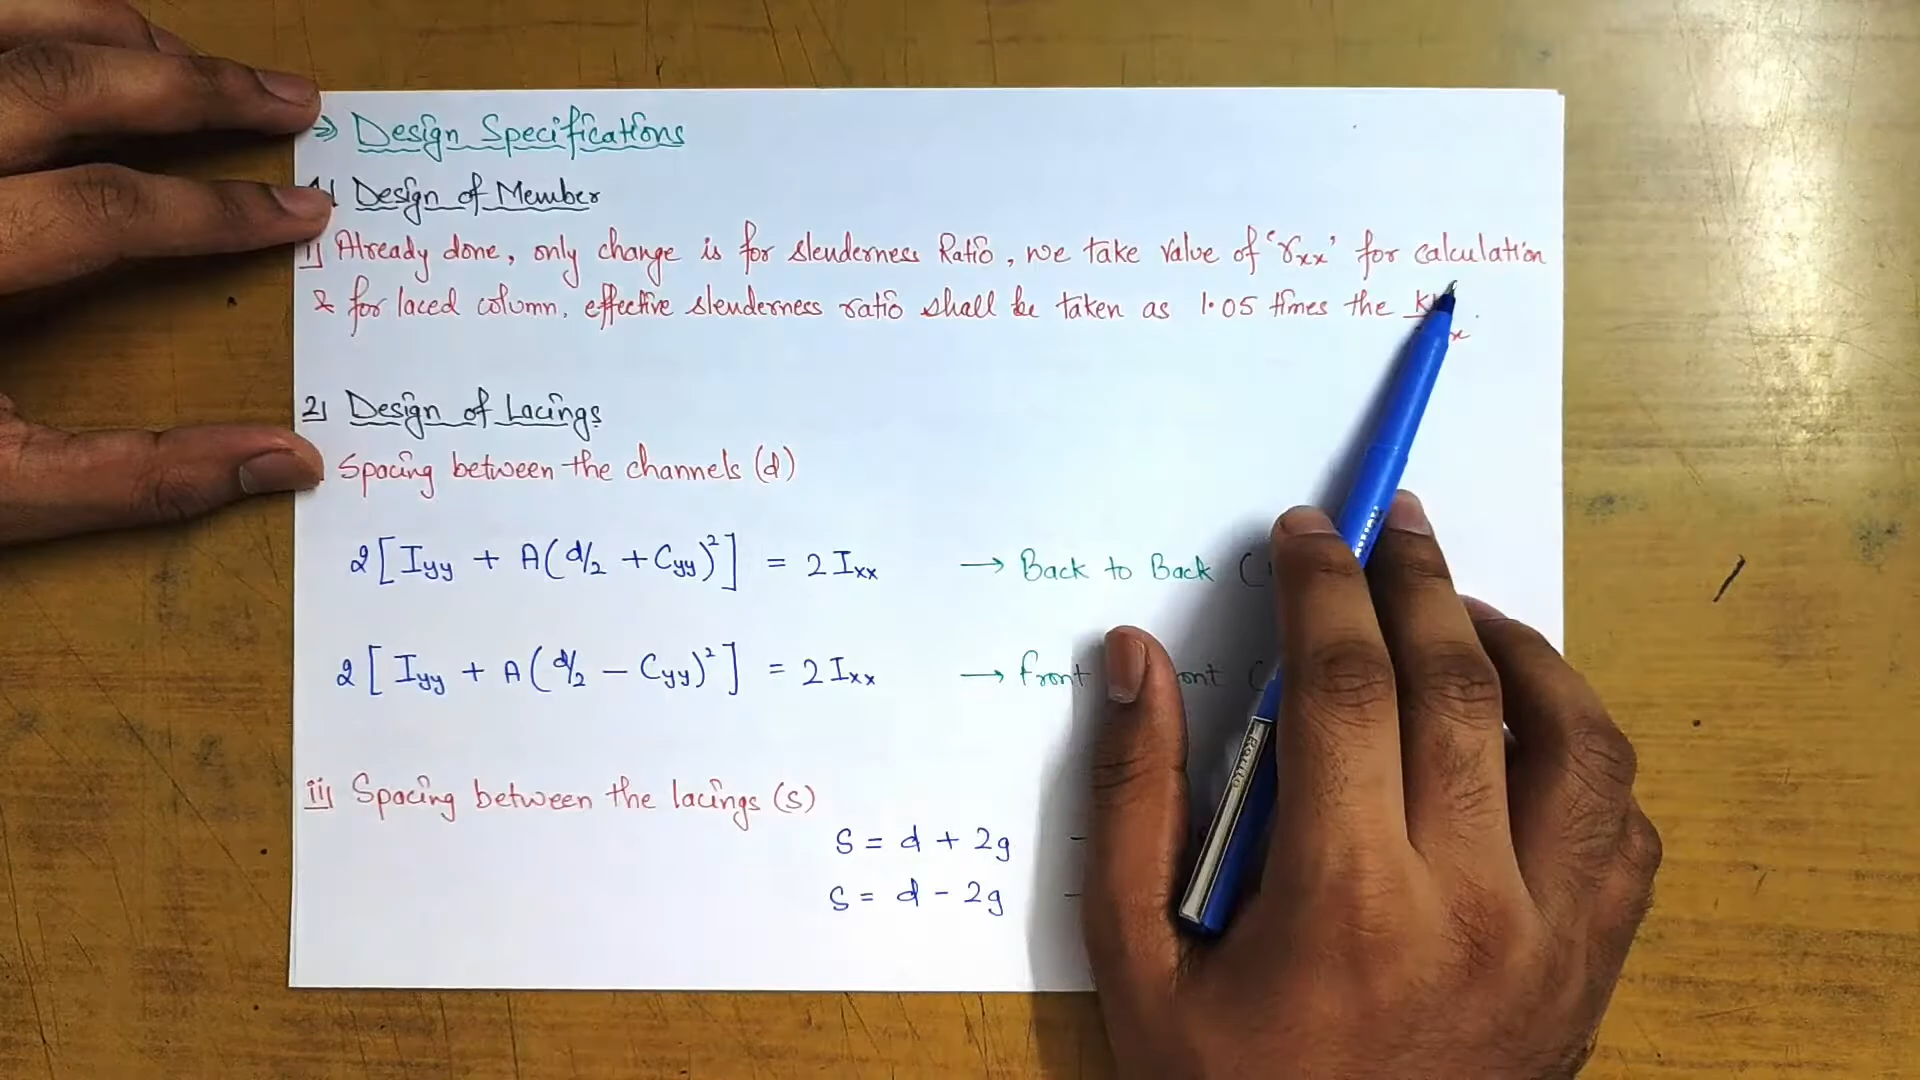 ⇒ Design Specifications
1) Design of Member
i) Already done, only change is for slenderness Ratio, we take value of ‘rxx’ for calculation
& for laced column, effective slenderness ratio shall be taken as 1.05 times the
2) Design of Lacings
Spacing between the channels (d)
2[Iyy + A(d/2 + Cyy)²] = 2Ixx → Back to Back (
2[Iyy + A(d/2 - Cyy)²] = 2Ixx → front
ii) Spacing between the lacings (S)
S = d + 2g
S = d - 2g